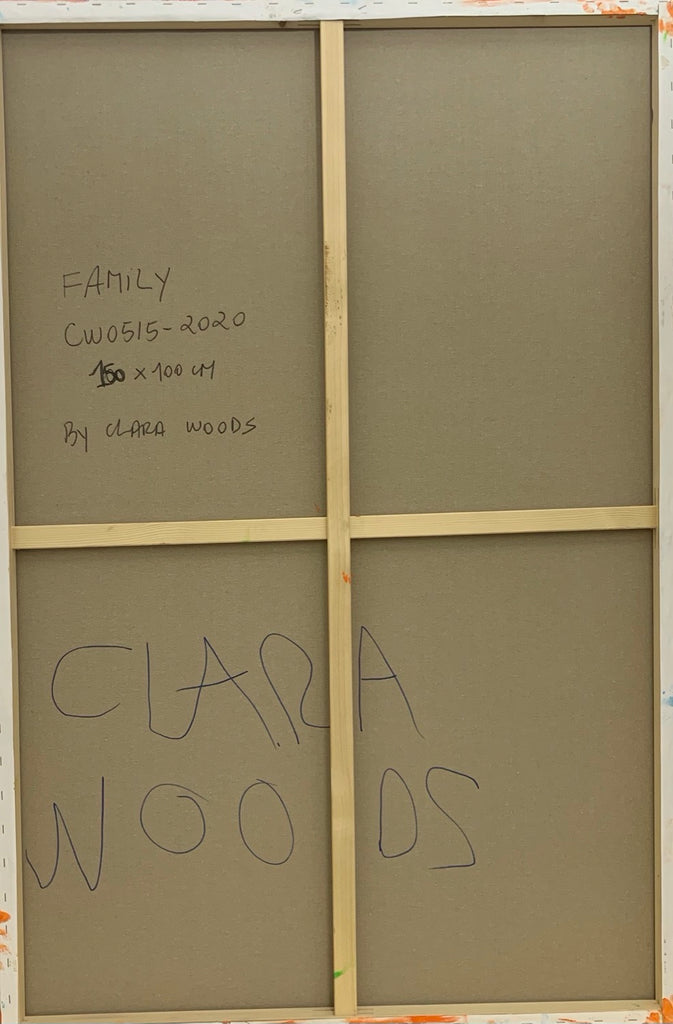 FAMILY
CW0515-2020
150 x 100 CM
By CLARA WOODS
CLARA
WOODS